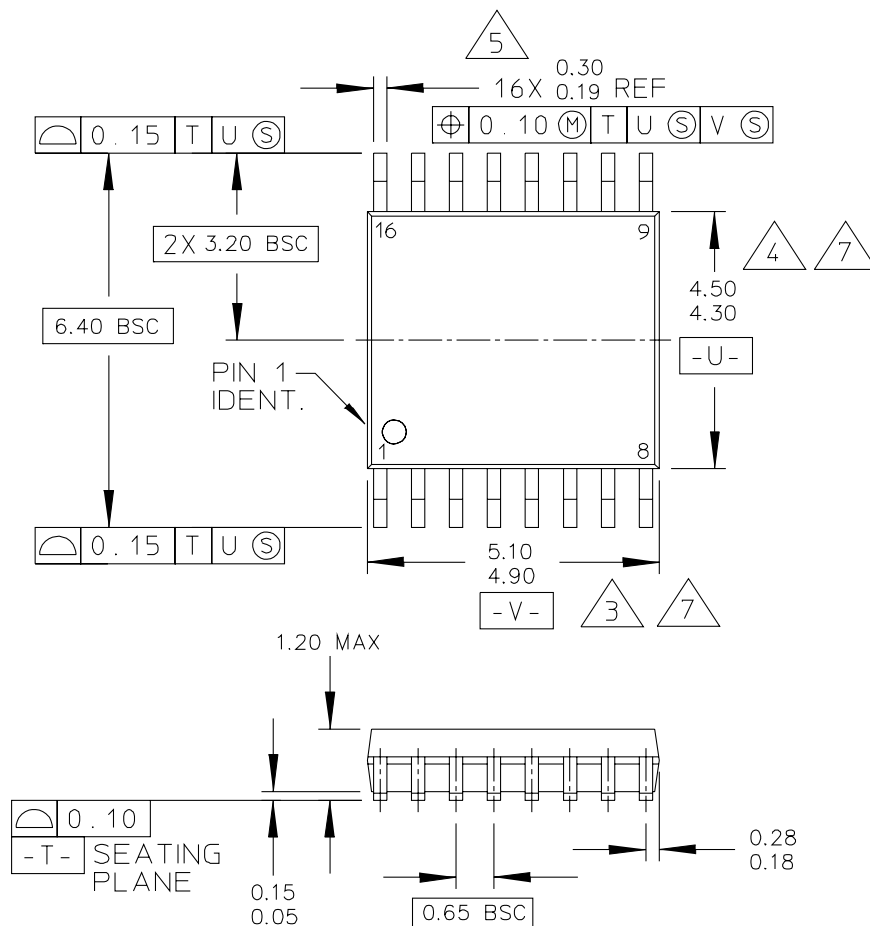 5
16X 0.30 REF
0.19
0.15 T U Ⓢ
⌖ 0.10 Ⓜ T U Ⓢ V Ⓢ
16
9
2X 3.20 BSC
4
7
4.50
4.30
6.40 BSC
-U-
PIN 1
IDENT.
1
8
0.15 T U Ⓢ
5.10
4.90
-V-
3
7
1.20 MAX
0.10
-T- SEATING
PLANE
0.28
0.18
0.15
0.05
0.65 BSC